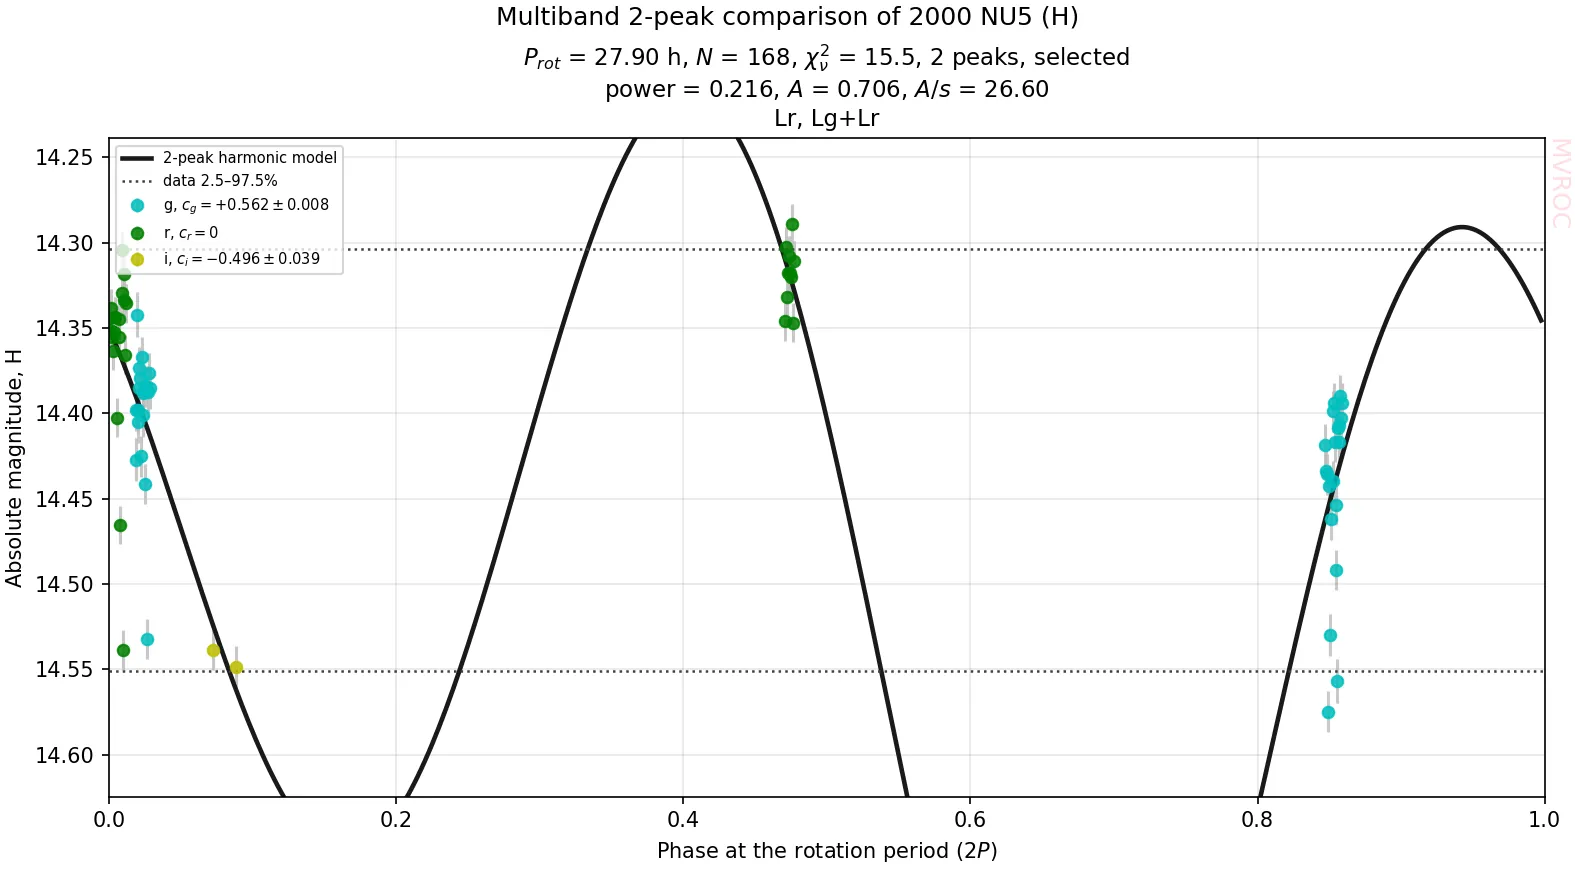 Multiband 2-peak comparison of 2000 NU5 (H)
P_rot = 27.90 h, N = 168, χ²_ν = 15.5, 2 peaks, selected
power = 0.216, A = 0.706, A/s = 26.60
Lr, Lg+Lr
2-peak harmonic model
data 2.5–97.5%
g, c_g = +0.562 ± 0.008
r, c_r = 0
i, c_i = −0.496 ± 0.039
MVROC
Absolute magnitude, H
14.25
14.30
14.35
14.40
14.45
14.50
14.55
14.60
0.0 0.2 0.4 0.6 0.8 1.0
Phase at the rotation period (2P)